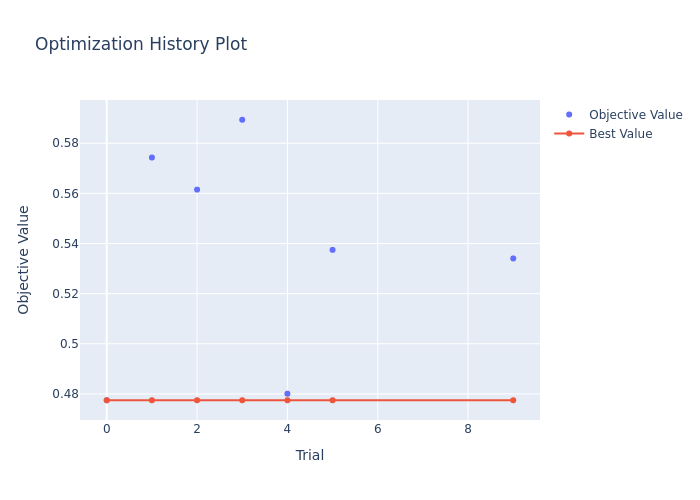 Optimization History Plot
Objective Value
Best Value
0.58
0.56
0.54
0.52
0.5
0.48
Objective Value
0 2 4 6 8
Trial